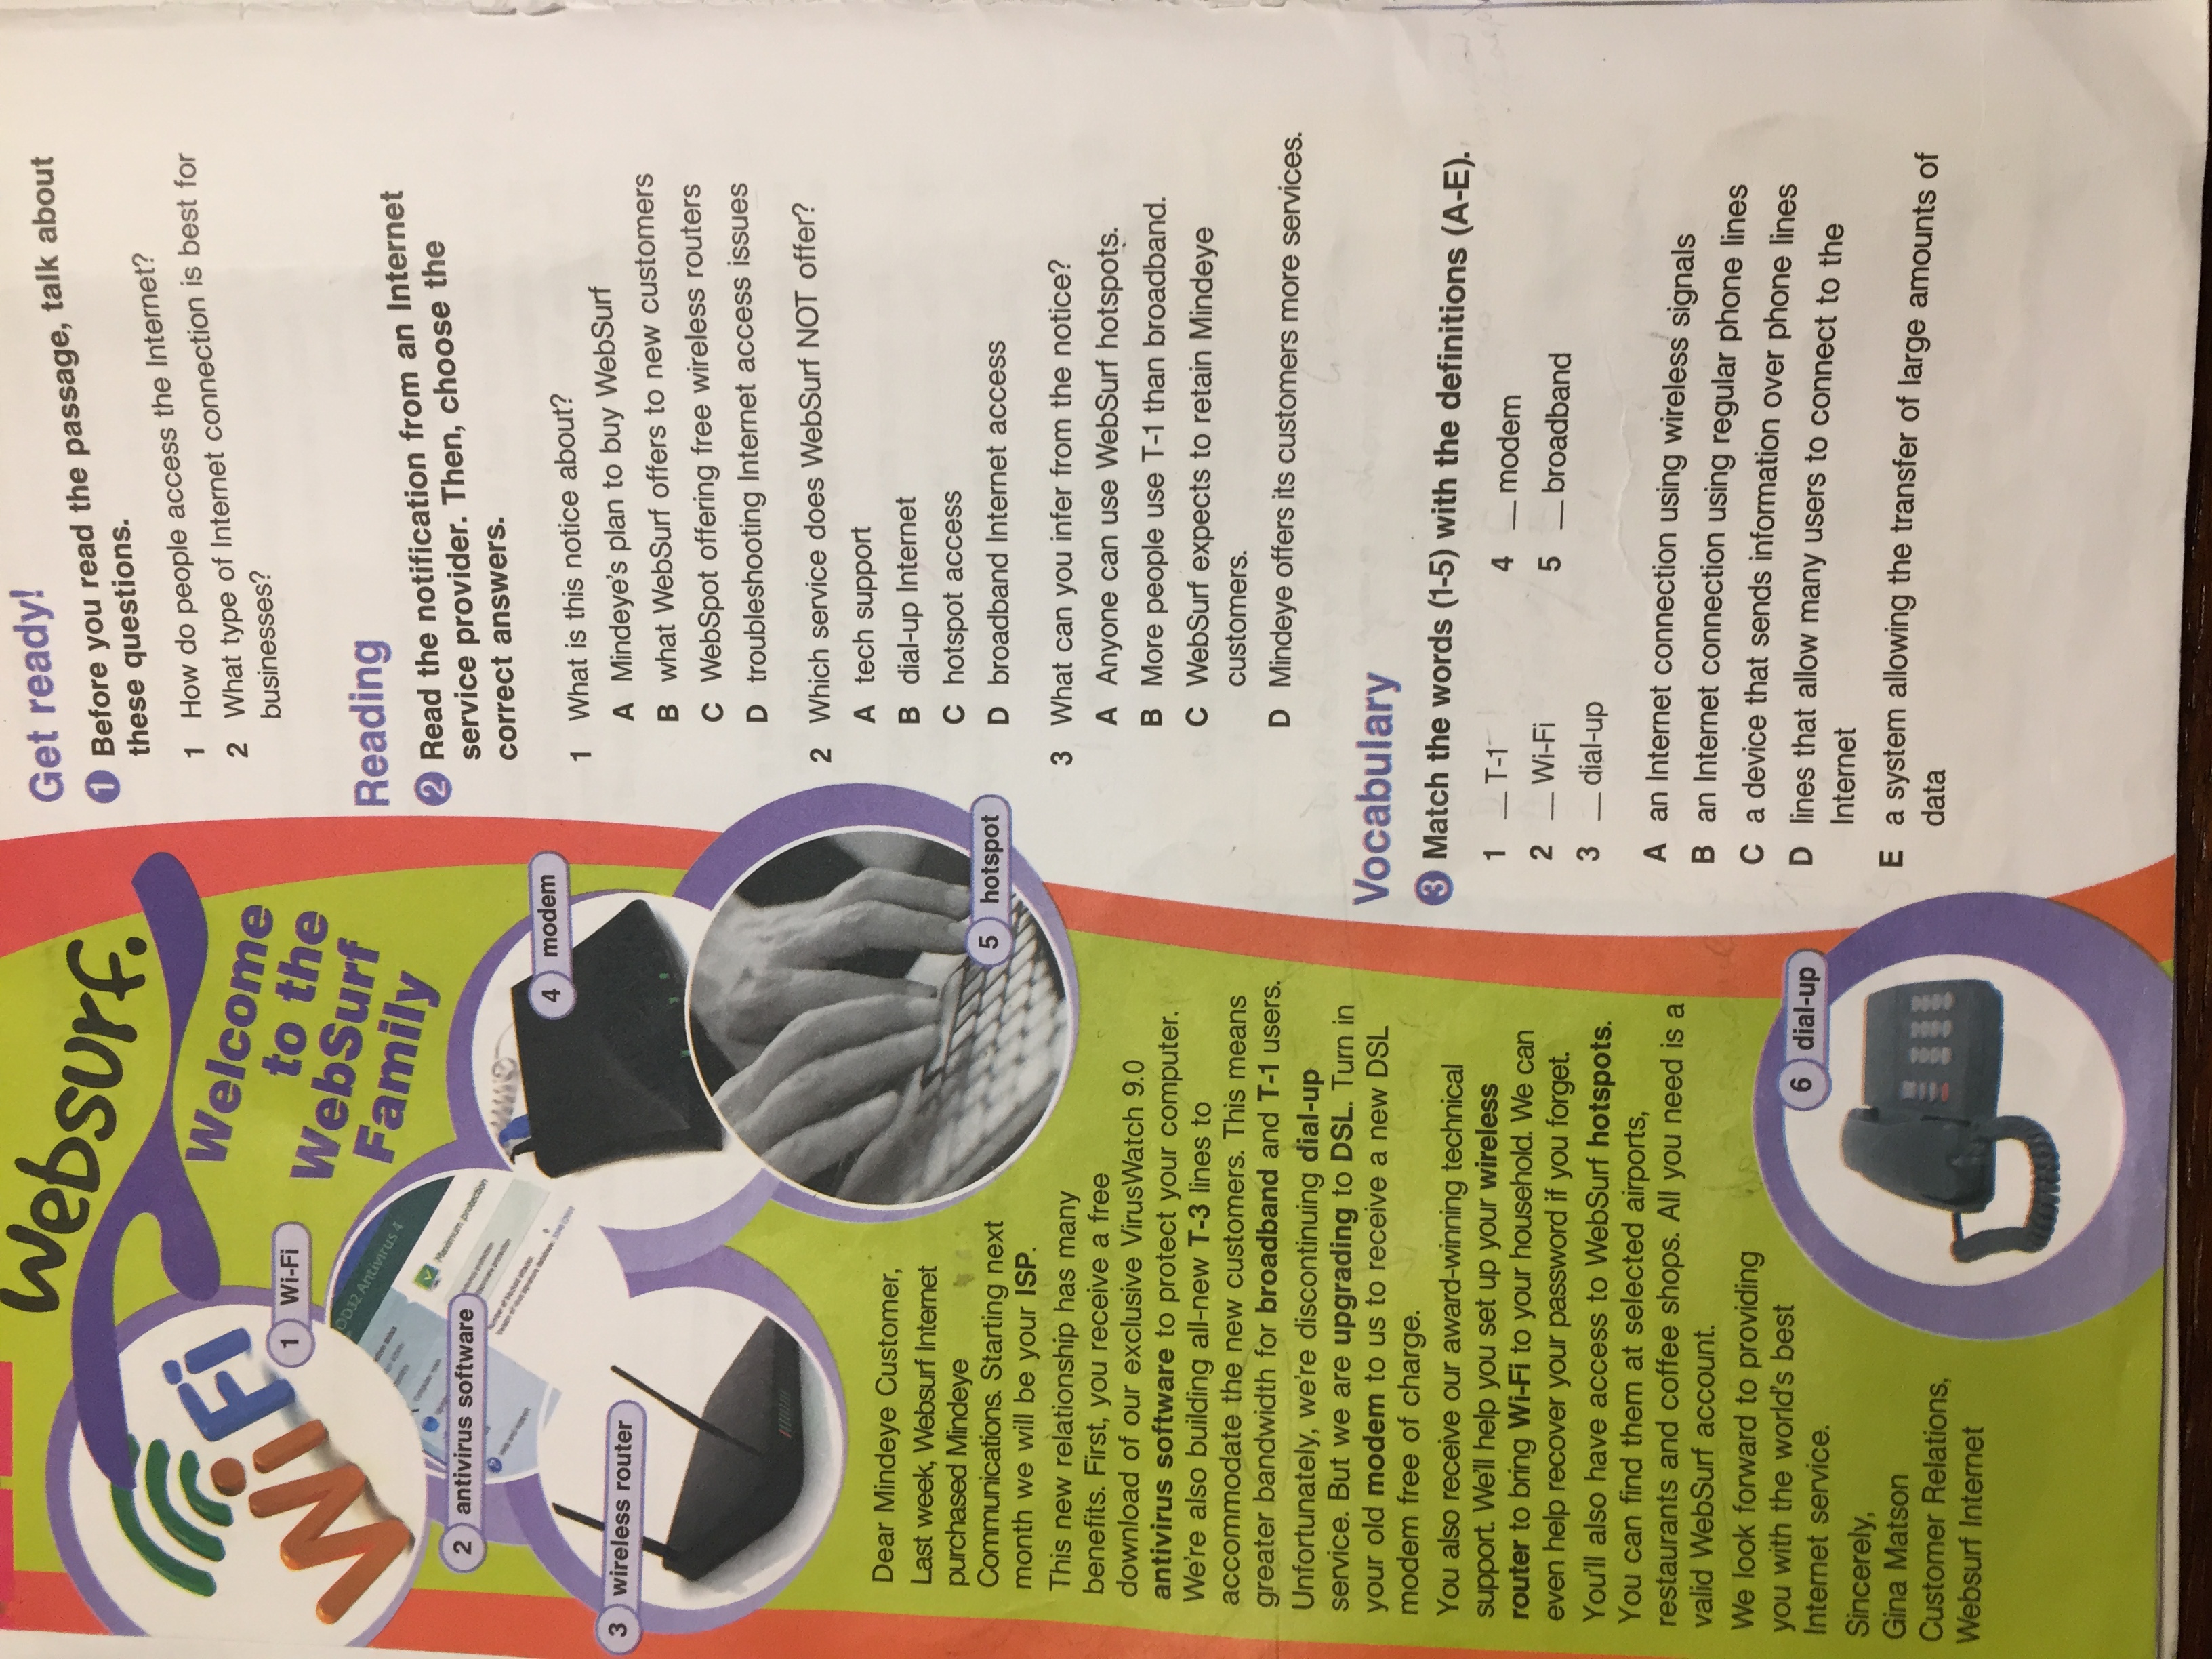 Websurf.
Welcome
to the
WebSurf
Family
WiFi
1 Wi-Fi
OD32 Antivirus 4
Maximum protection
2 antivirus software
3 wireless router
4 modem
5 hotspot
Dear Mindeye Customer,
Last week, Websurf Internet
purchased Mindeye
Communications. Starting next
month we will be your ISP.
This new relationship has many
benefits. First, you receive a free
download of our exclusive VirusWatch 9.0
antivirus software to protect your computer.
We're also building all-new T-3 lines to
accommodate the new customers. This means
greater bandwidth for broadband and T-1 users.
Unfortunately, we're discontinuing dial-up
service. But we are upgrading to DSL. Turn in
your old modem to us to receive a new DSL
modem free of charge.
You also receive our award-winning technical
support. We'll help you set up your wireless
router to bring Wi-Fi to your household. We can
even help recover your password if you forget.
You'll also have access to WebSurf hotspots.
You can find them at selected airports,
restaurants and coffee shops. All you need is a
valid WebSurf account.
We look forward to providing
you with the world's best
Internet service.
Sincerely,
Gina Matson
Customer Relations,
Websurf Internet
6 dial-up
Get ready!
1 Before you read the passage, talk about
these questions.
1 How do people access the Internet?
2 What type of Internet connection is best for
businesses?
Reading
2 Read the notification from an Internet
service provider. Then, choose the
correct answers.
1 What is this notice about?
A Mindeye's plan to buy WebSurf
B what WebSurf offers to new customers
C WebSpot offering free wireless routers
D troubleshooting Internet access issues
2 Which service does WebSurf NOT offer?
A tech support
B dial-up Internet
C hotspot access
D broadband Internet access
3 What can you infer from the notice?
A Anyone can use WebSurf hotspots.
B More people use T-1 than broadband.
C WebSurf expects to retain Mindeye
customers.
D Mindeye offers its customers more services.
Vocabulary
3 Match the words (1-5) with the definitions (A-E).
1 __ T-1
2 __ Wi-Fi
3 __ dial-up
4 __ modem
5 __ broadband
A an Internet connection using wireless signals
B an Internet connection using regular phone lines
C a device that sends information over phone lines
D lines that allow many users to connect to the
Internet
E a system allowing the transfer of large amounts of
data